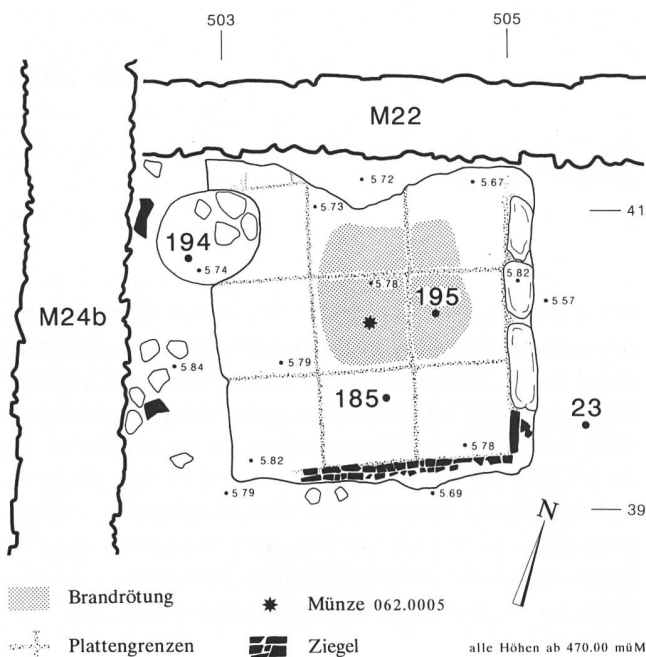 503 505
M22
5.72 5.67
5.73
41
194
5.74
5.78 195 5.82
5.57
M24b
5.84
5.79
185
23
5.78
5.82
5.79 5.69
39
N
Brandrötung Münze 062.0005
Plattengrenzen Ziegel alle Höhen ab 470.00 müM